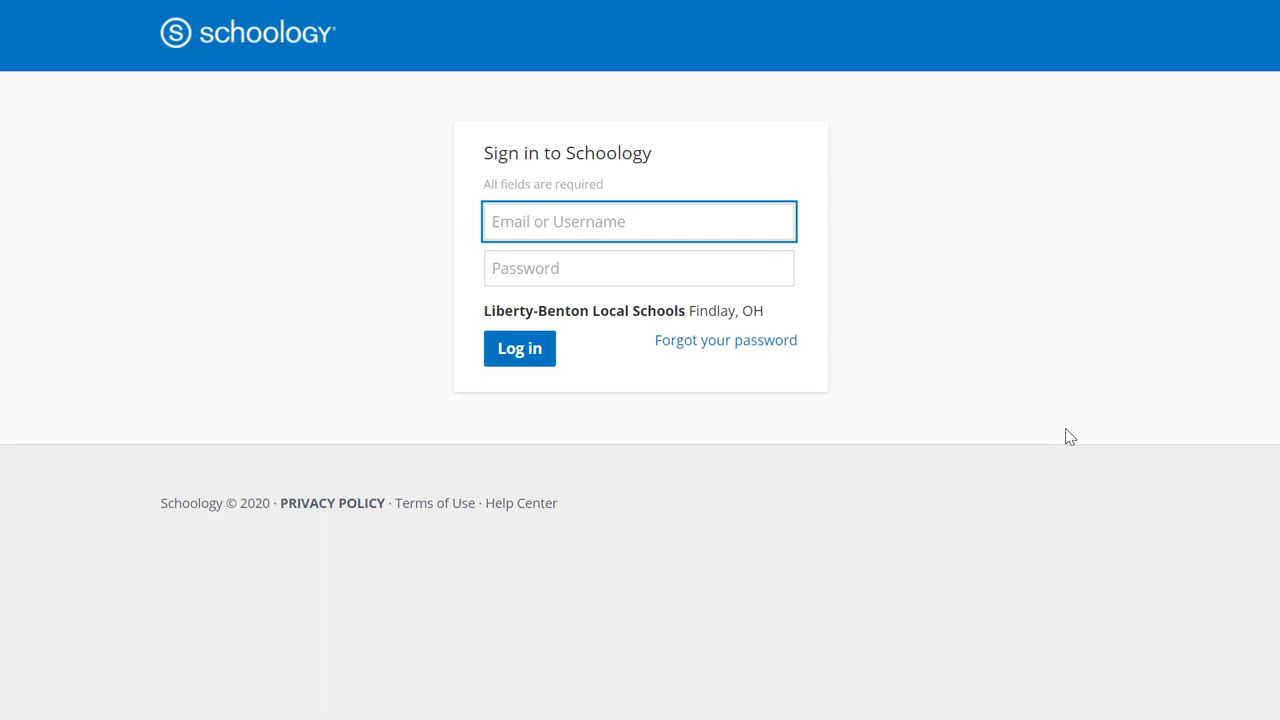 S schoology
Sign in to Schoology
All fields are required
Email or Username
Password
Liberty-Benton Local Schools Findlay, OH
Log in
Forgot your password
Schoology © 2020 · PRIVACY POLICY · Terms of Use · Help Center